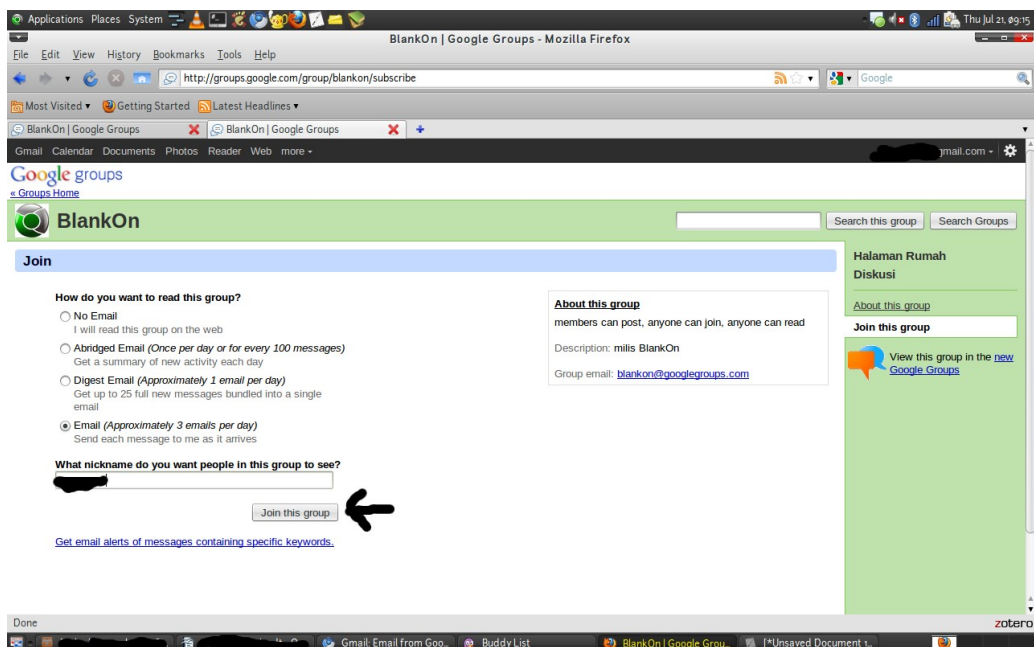 Applications Places System Thu Jul 21, 09:15
BlankOn | Google Groups - Mozilla Firefox
File Edit View History Bookmarks Tools Help
http://groups.google.com/group/blankon/subscribe Google
Most Visited Getting Started Latest Headlines
BlankOn | Google Groups BlankOn | Google Groups
Gmail Calendar Documents Photos Reader Web more gmail.com
Google groups
« Groups Home
BlankOn Search this group Search Groups
Join
How do you want to read this group?
No Email
I will read this group on the web
Abridged Email (Once per day or for every 100 messages)
Get a summary of new activity each day
Digest Email (Approximately 1 email per day)
Get up to 25 full new messages bundled into a single
email
Email (Approximately 3 emails per day)
Send each message to me as it arrives
What nickname do you want people in this group to see?
Join this group
Get email alerts of messages containing specific keywords.
About this group
members can post, anyone can join, anyone can read
Description: milis BlankOn
Group email: blankon@googlegroups.com
Halaman Rumah
Diskusi
About this group
Join this group
View this group in the new
Google Groups
Done zotero
Gmail: Email from Goo... Buddy List BlankOn | Google Grou... [*Unsaved Document 1...